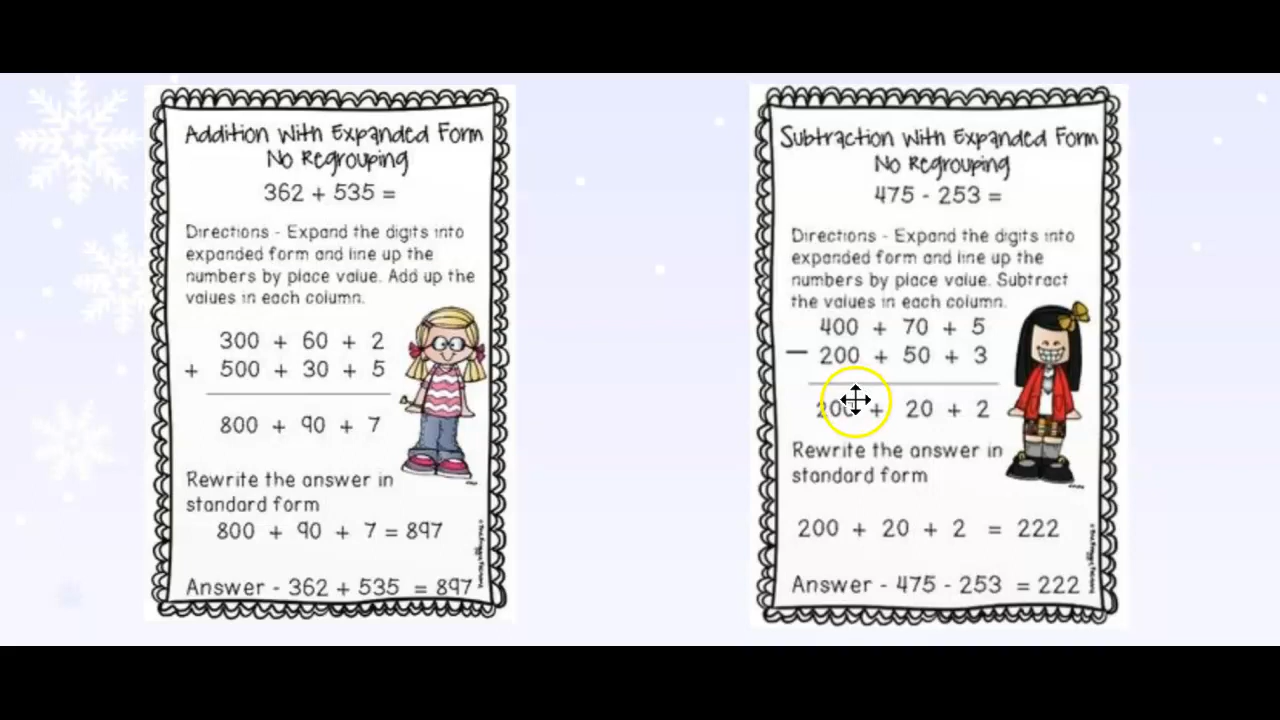 Addition With Expanded Form
No Regrouping
362 + 535 =
Directions - Expand the digits into
expanded form and line up the
numbers by place value. Add up the
values in each column.
300 + 60 + 2
+ 500 + 30 + 5
800 + 90 + 7
Rewrite the answer in
standard form
800 + 90 + 7 = 897
Answer - 362 + 535 = 897
Subtraction With Expanded Form
No Regrouping
475 - 253 =
Directions - Expand the digits into
expanded form and line up the
numbers by place value. Subtract
the values in each column.
400 + 70 + 5
— 200 + 50 + 3
200 + 20 + 2
Rewrite the answer in
standard form
200 + 20 + 2 = 222
Answer - 475 - 253 = 222